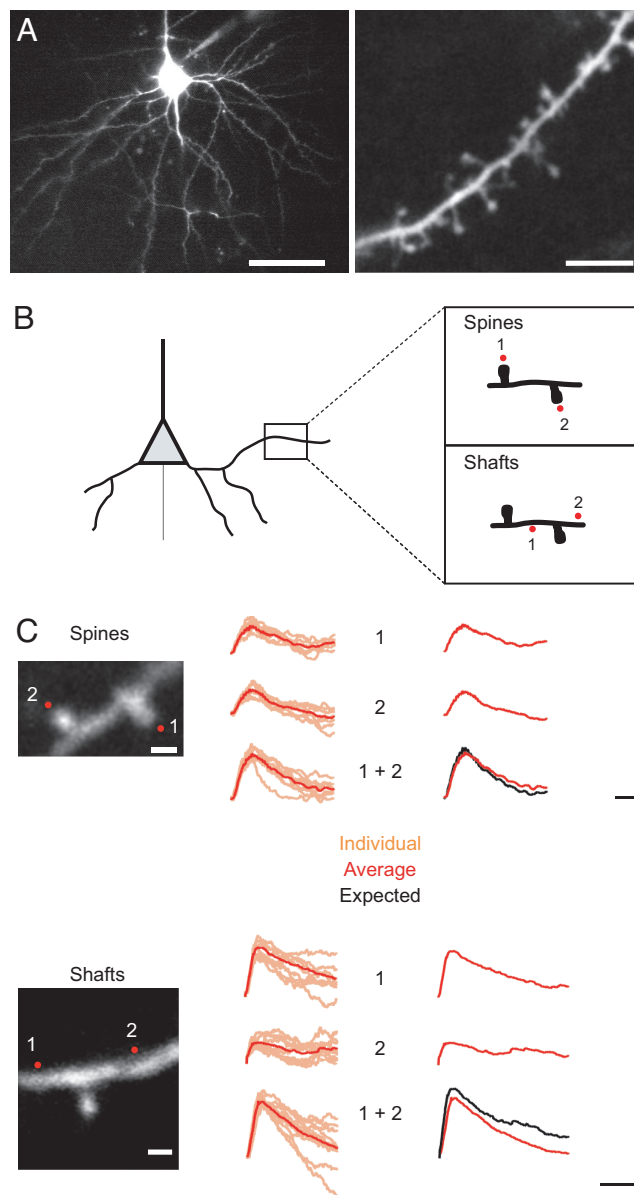 A
B
Spines
1
2
Shafts
2
1
C
Spines
2
1
1
2
1 + 2
Individual
Average
Expected
Shafts
1
2
1
2
1 + 2